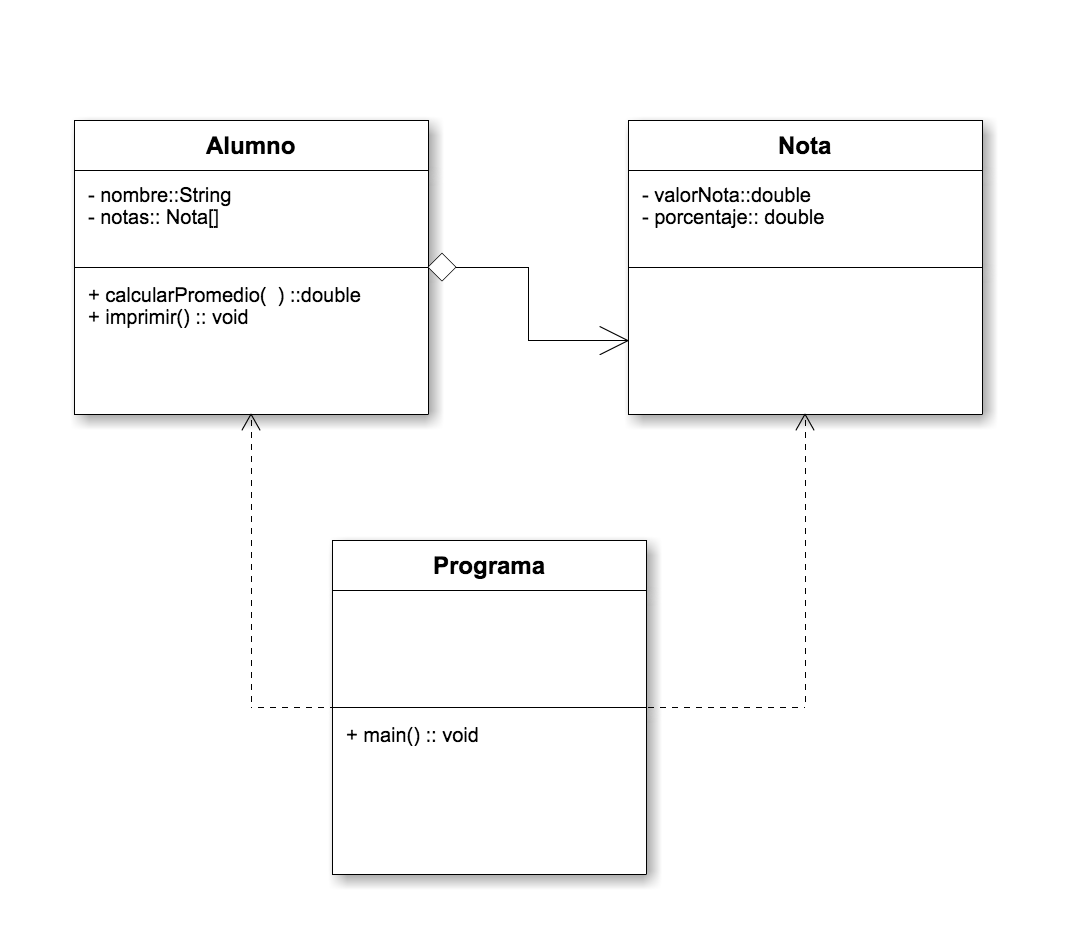 Alumno
- nombre::String
- notas:: Nota[]
+ calcularPromedio(  ) ::double
+ imprimir() :: void
Nota
- valorNota::double
- porcentaje:: double
Programa
+ main() :: void